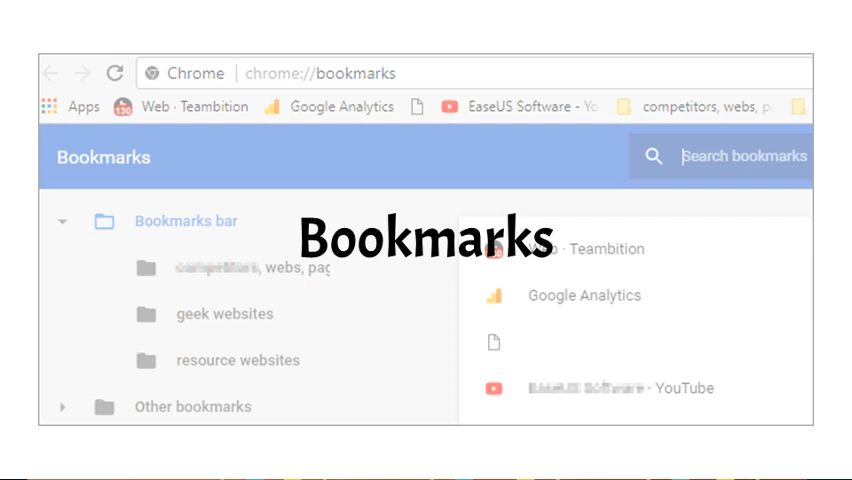 Chrome chrome://bookmarks
Apps 130 Web · Teambition Google Analytics EaseUS Software - Yo competitors, webs, p
Bookmarks Search bookmarks
Bookmarks bar
Bookmarks
· Teambition
, webs, pag
Google Analytics
geek websites
resource websites
- YouTube
Other bookmarks